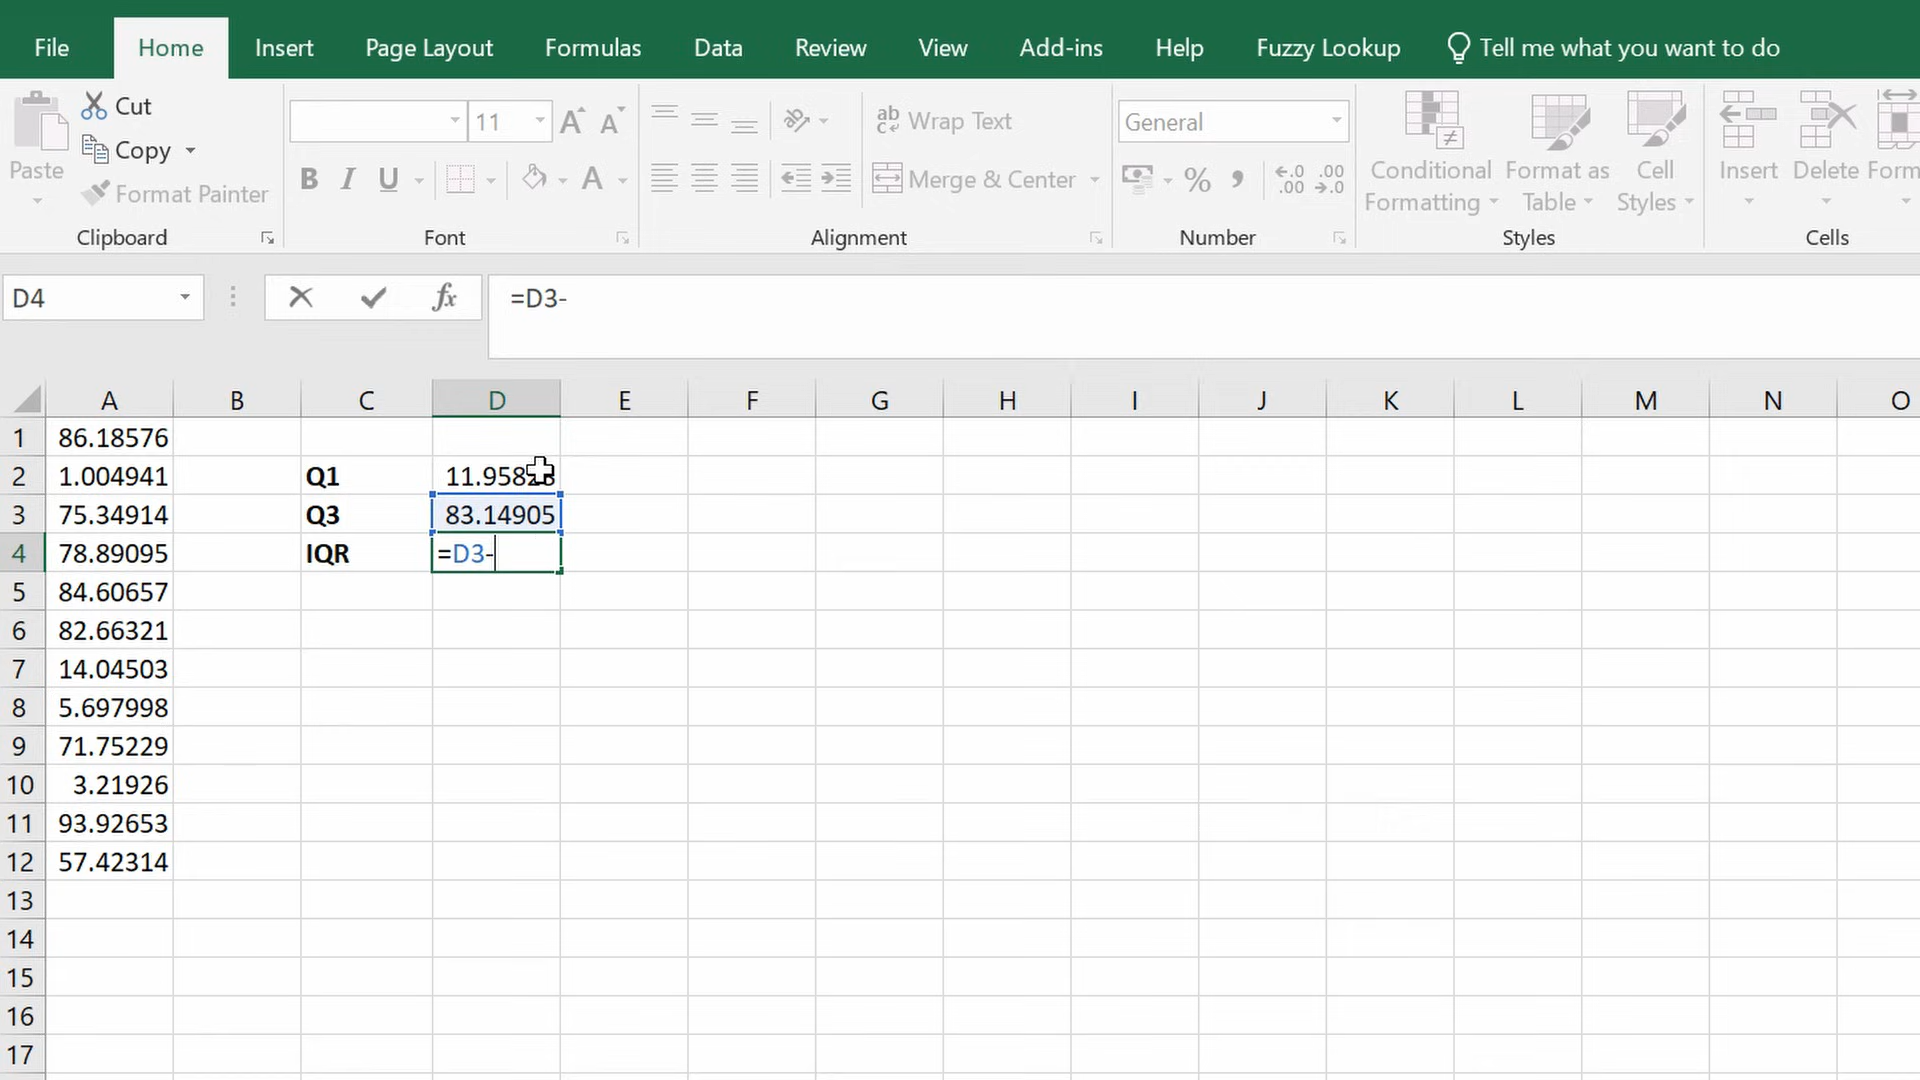 File Home Insert Page Layout Formulas Data Review View Add-ins Help Fuzzy Lookup Tell me what you want to do
Cut
Copy
Format Painter
Paste
Clipboard
11 A A
B I U A
Font
ab Wrap Text
Merge & Center
Alignment
General
% , .00 .00
Number
Conditional Formatting
Format as Table
Cell Styles
Styles
Insert Delete Form
Cells
D4 fx =D3-
A B C D E F G H I J K L M N O
1 86.18576
2 1.004941 Q1
3 75.34914 Q3 83.14905
4 78.89095 IQR =D3-
5 84.60657
6 82.66321
7 14.04503
8 5.697998
9 71.75229
10 3.21926
11 93.92653
12 57.42314
13
14
15
16
17